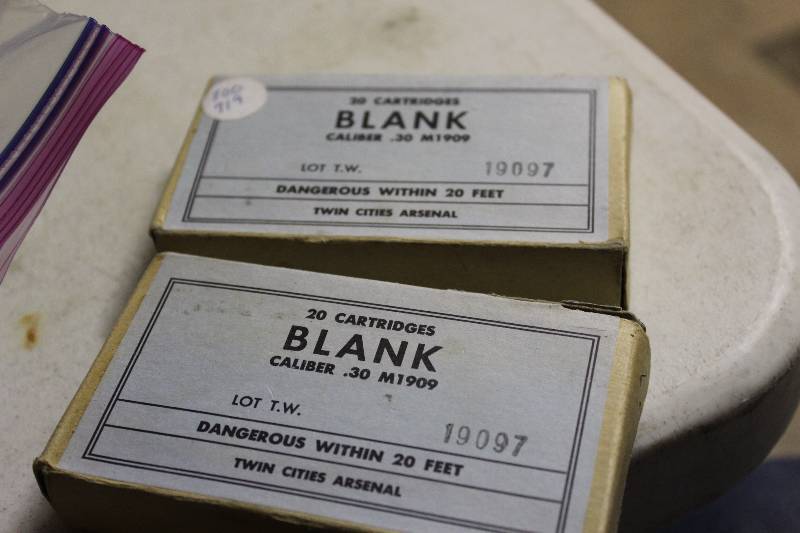 20 CARTRIDGES
BLANK
CALIBER .30 M1909
LOT T.W. 19097
DANGEROUS WITHIN 20 FEET
TWIN CITIES ARSENAL
20 CARTRIDGES
BLANK
CALIBER .30 M1909
LOT T.W. 19097
DANGEROUS WITHIN 20 FEET
TWIN CITIES ARSENAL